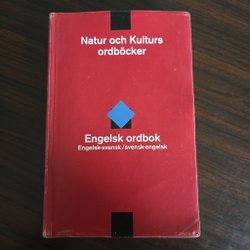 Natur och Kulturs
ordböcker
Engelsk ordbok
Engelsk-svensk/svensk-engelsk